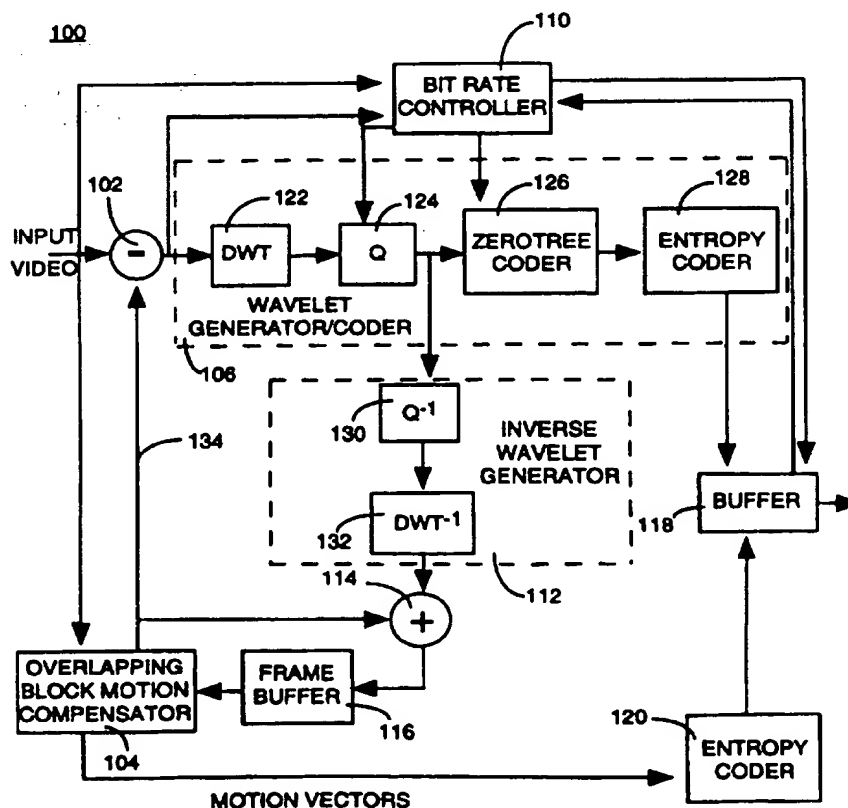 100
110
BIT RATE
CONTROLLER
102
122
124
126
128
INPUT
VIDEO
-
DWT
Q
ZEROTREE
CODER
ENTROPY
CODER
WAVELET
GENERATOR/CODER
106
130
Q-1
INVERSE
WAVELET
GENERATOR
134
132
DWT-1
118
BUFFER
114
112
+
OVERLAPPING
BLOCK MOTION
COMPENSATOR
FRAME
BUFFER
116
104
120
ENTROPY
CODER
MOTION VECTORS